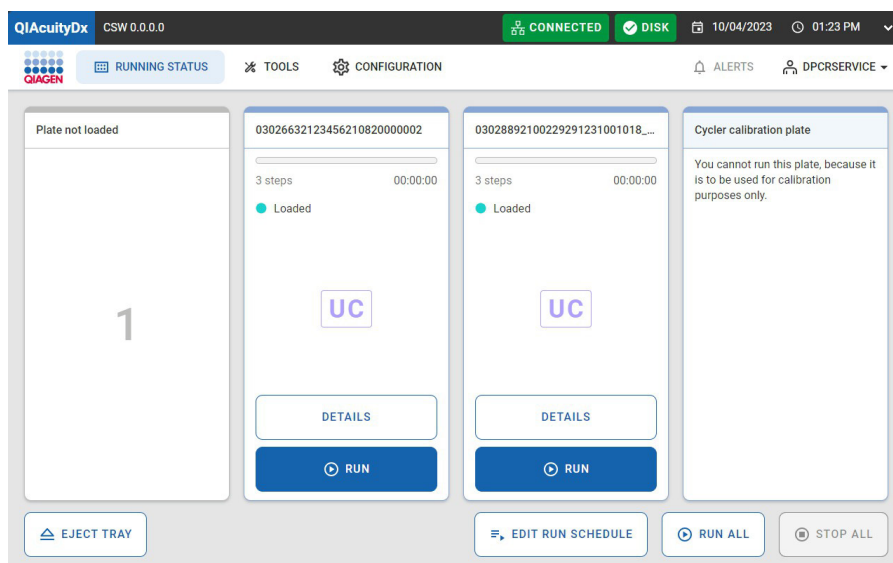 QIAcuityDx CSW 0.0.0.0 CONNECTED DISK 10/04/2023 01:23 PM
QIAGEN RUNNING STATUS TOOLS CONFIGURATION ALERTS DPCRSERVICE
Plate not loaded
1
03026632123456210820000002
3 steps 00:00:00
Loaded
UC
DETAILS
RUN
03028892100229291231001018_...
3 steps 00:00:00
Loaded
UC
DETAILS
RUN
Cycler calibration plate
You cannot run this plate, because it
is to be used for calibration
purposes only.
EJECT TRAY EDIT RUN SCHEDULE RUN ALL STOP ALL